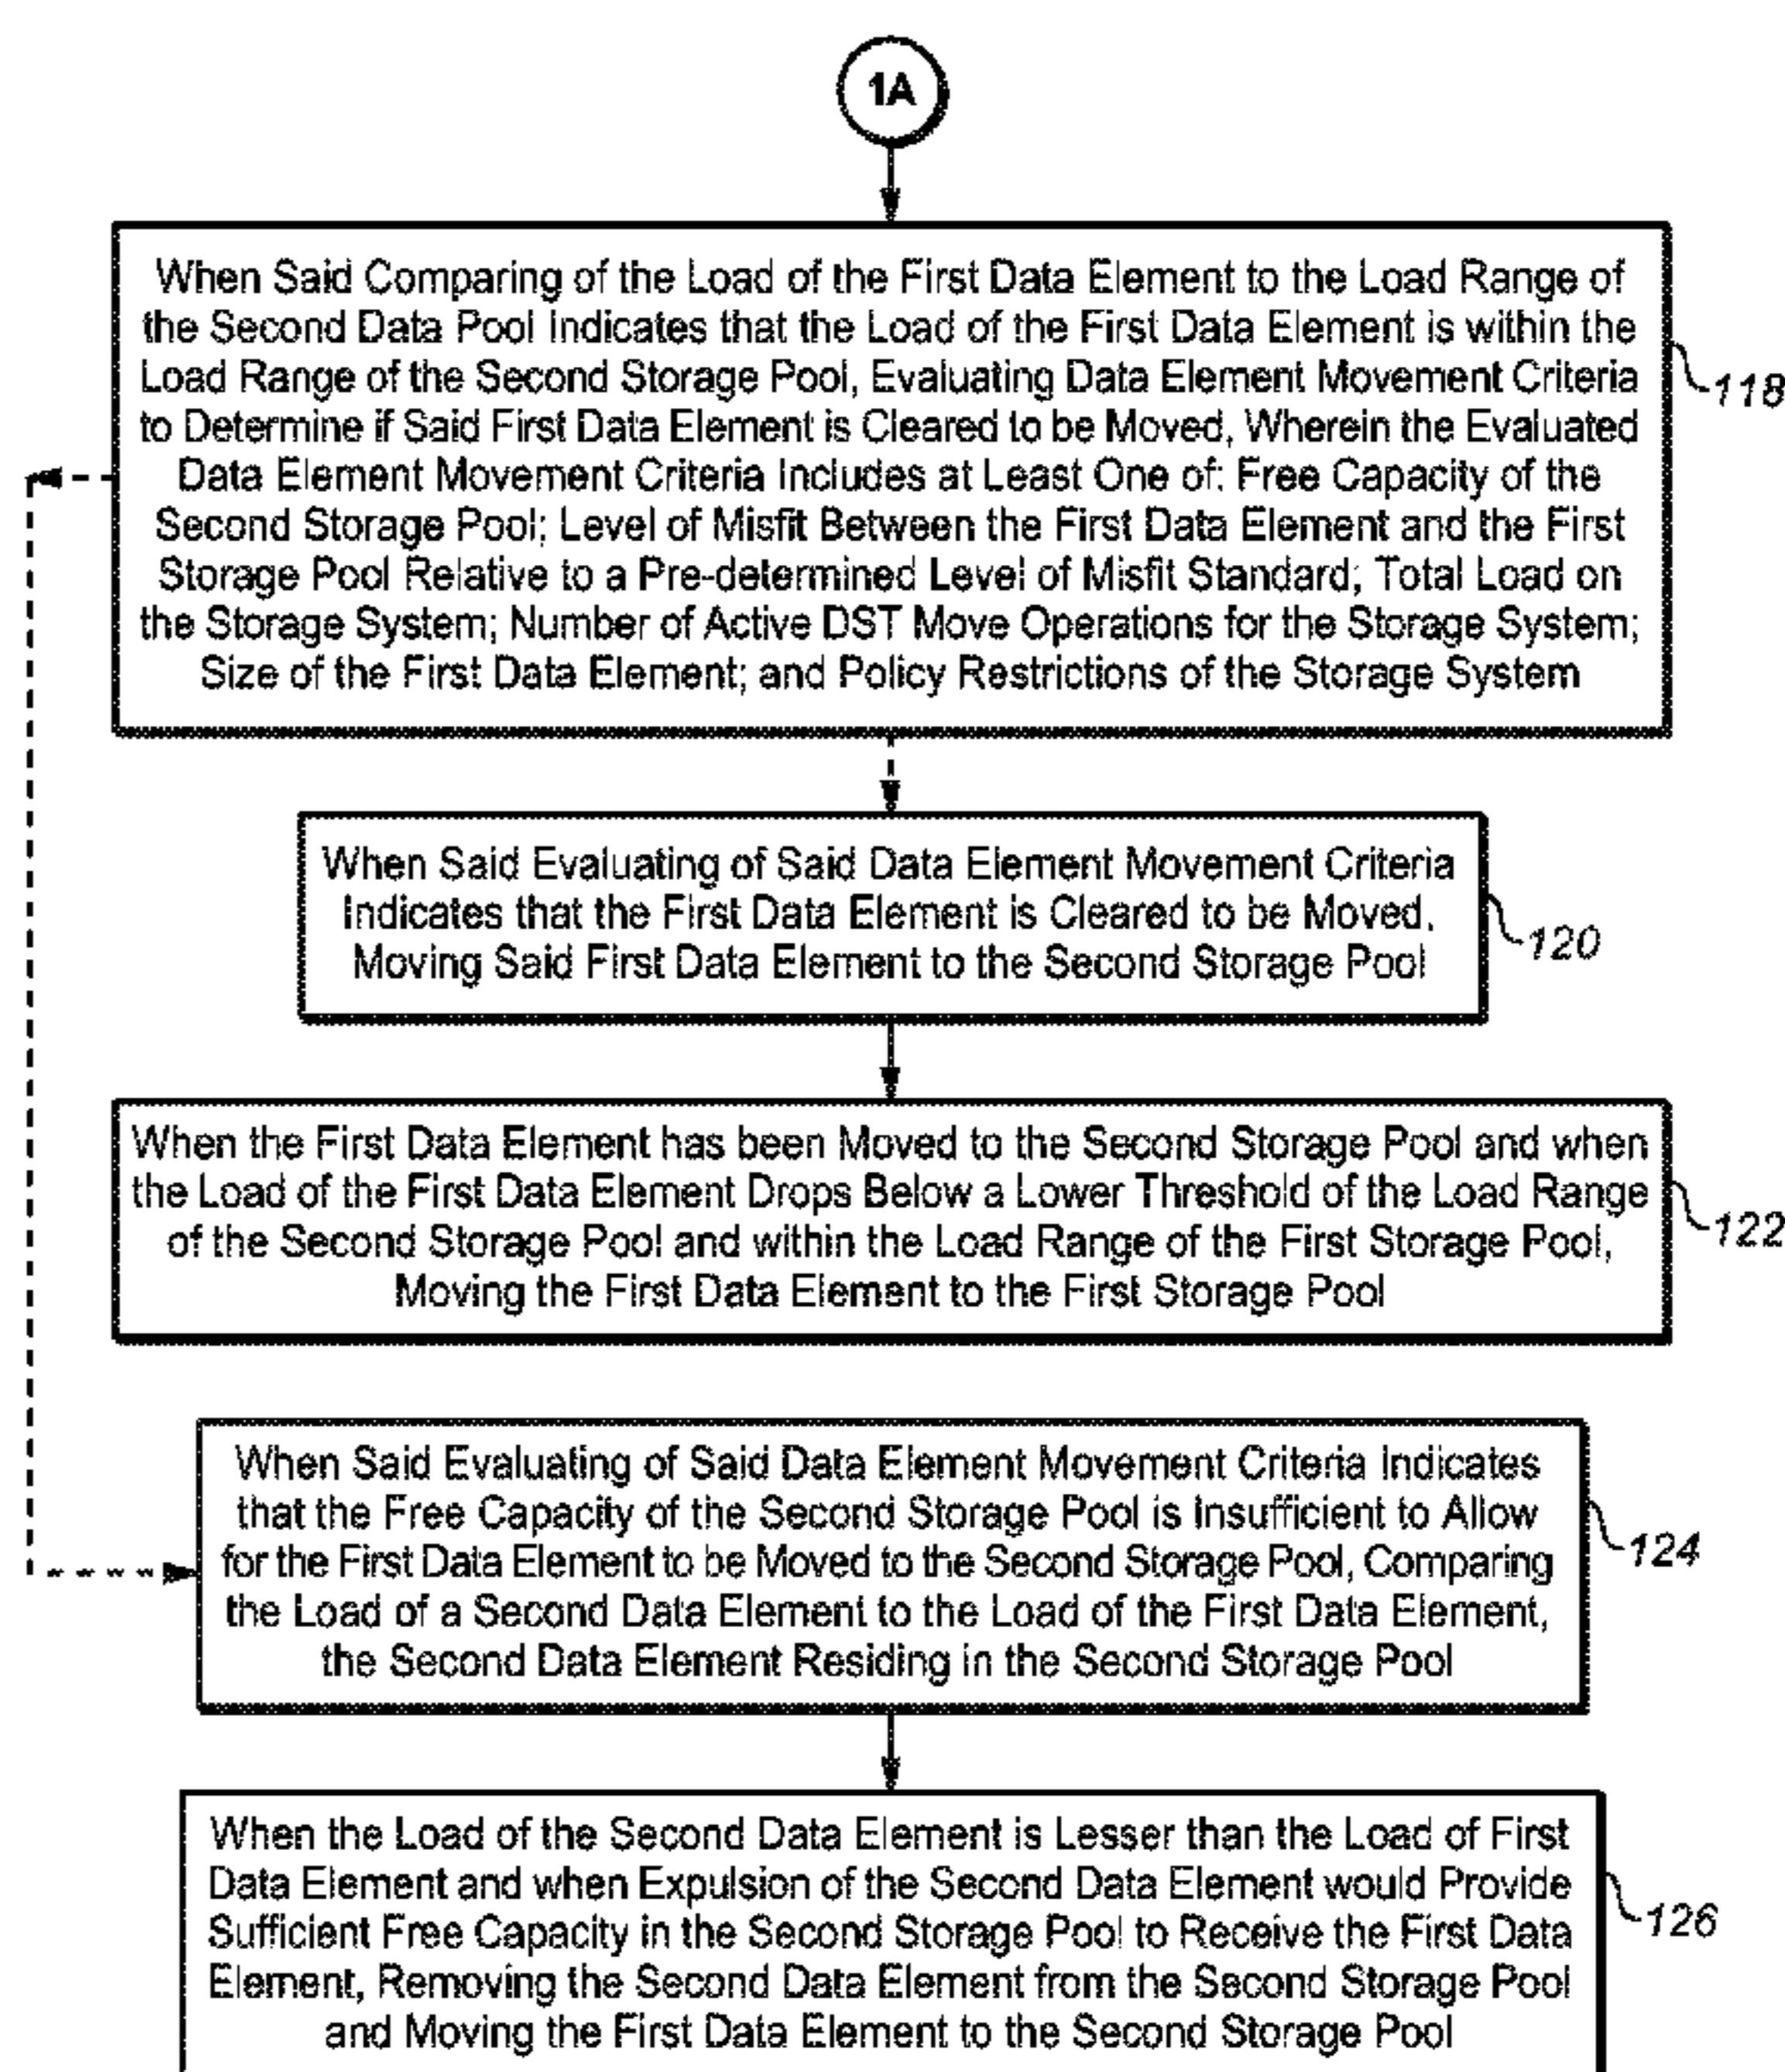 1A
When Said Comparing of the Load of the First Data Element to the Load Range of
the Second Data Pool Indicates that the Load of the First Data Element is within the
Load Range of the Second Storage Pool, Evaluating Data Element Movement Criteria
to Determine if Said First Data Element is Cleared to be Moved, Wherein the Evaluated
Data Element Movement Criteria Includes at Least One of: Free Capacity of the
Second Storage Pool; Level of Misfit Between the First Data Element and the First
Storage Pool Relative to a Pre-determined Level of Misfit Standard; Total Load on
the Storage System; Number of Active DST Move Operations for the Storage System;
Size of the First Data Element; and Policy Restrictions of the Storage System
118
When Said Evaluating of Said Data Element Movement Criteria
Indicates that the First Data Element is Cleared to be Moved,
Moving Said First Data Element to the Second Storage Pool
120
When the First Data Element has been Moved to the Second Storage Pool and when
the Load of the First Data Element Drops Below a Lower Threshold of the Load Range
of the Second Storage Pool and within the Load Range of the First Storage Pool,
Moving the First Data Element to the First Storage Pool
122
When Said Evaluating of Said Data Element Movement Criteria Indicates
that the Free Capacity of the Second Storage Pool is Insufficient to Allow
for the First Data Element to be Moved to the Second Storage Pool, Comparing
the Load of a Second Data Element to the Load of the First Data Element,
the Second Data Element Residing in the Second Storage Pool
124
When the Load of the Second Data Element is Lesser than the Load of First
Data Element and when Expulsion of the Second Data Element would Provide
Sufficient Free Capacity in the Second Storage Pool to Receive the First Data
Element, Removing the Second Data Element from the Second Storage Pool
and Moving the First Data Element to the Second Storage Pool
126